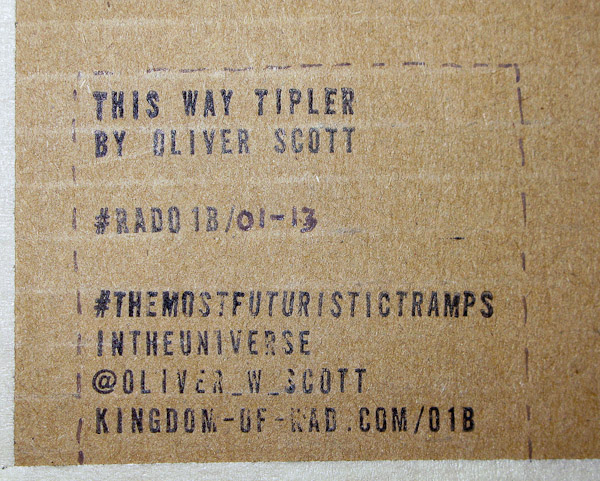 THIS WAY TIPLER
BY OLIVER SCOTT
#RAD01B/01-13
#THEMOSTFUTURISTICTRAMPS
INTHEUNIVERSE
@OLIVER_W_SCOTT
KINGDOM-OF-RAD.COM/01B